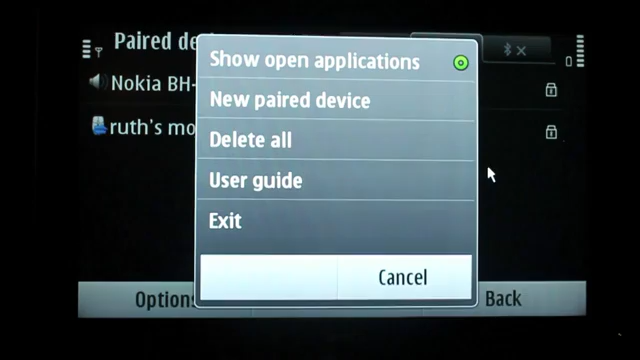 Paired de
Show open applications
Nokia BH-
New paired device
ruth's mo
Delete all
User guide
Exit
Cancel
Options
Back